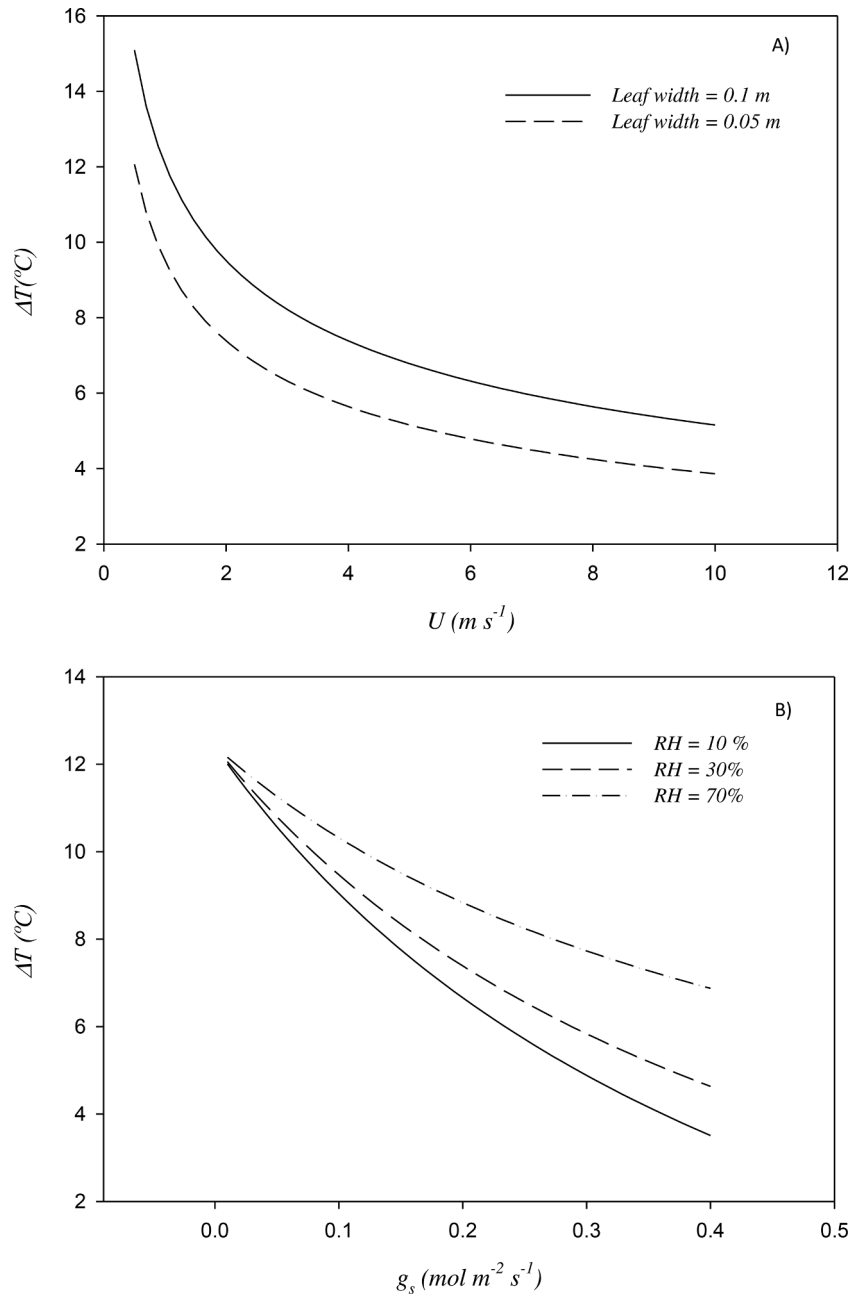 16
14
12
10
8
6
4
2
ΔT(ºC)
A)
Leaf width = 0.1 m
Leaf width = 0.05 m
0 2 4 6 8 10 12
U (m s⁻¹)
14
12
10
8
6
4
2
ΔT (ºC)
B)
RH = 10 %
RH = 30%
RH = 70%
0.0 0.1 0.2 0.3 0.4 0.5
gₛ (mol m⁻² s⁻¹)